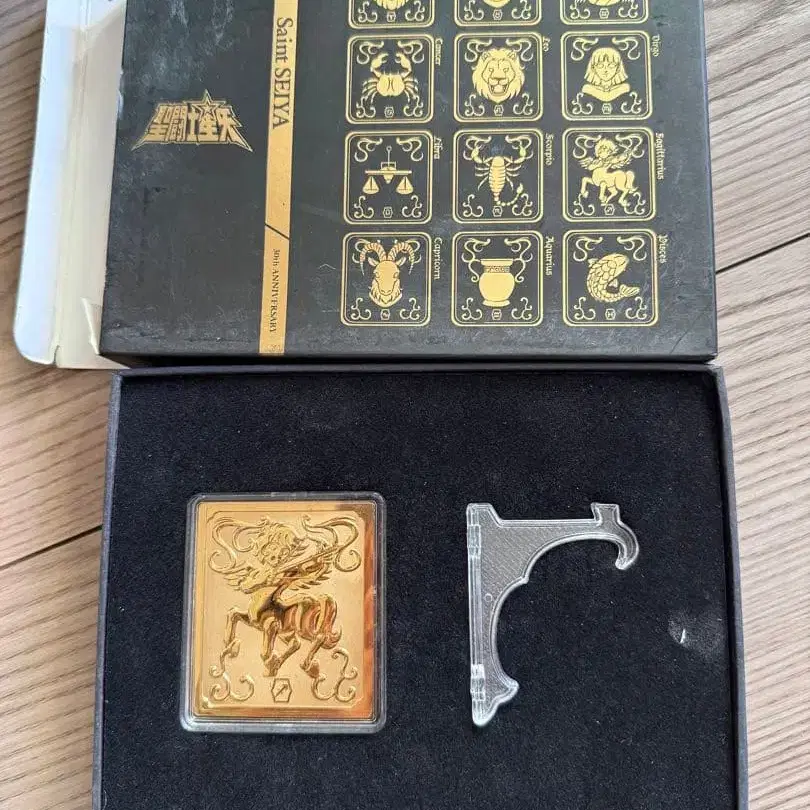 聖闘士星矢
Saint SEIYA
30th ANNIVERSARY
Cancer
Leo
Virgo
Libra
Scorpio
Sagittarius
Capricorn
Aquarius
Pisces